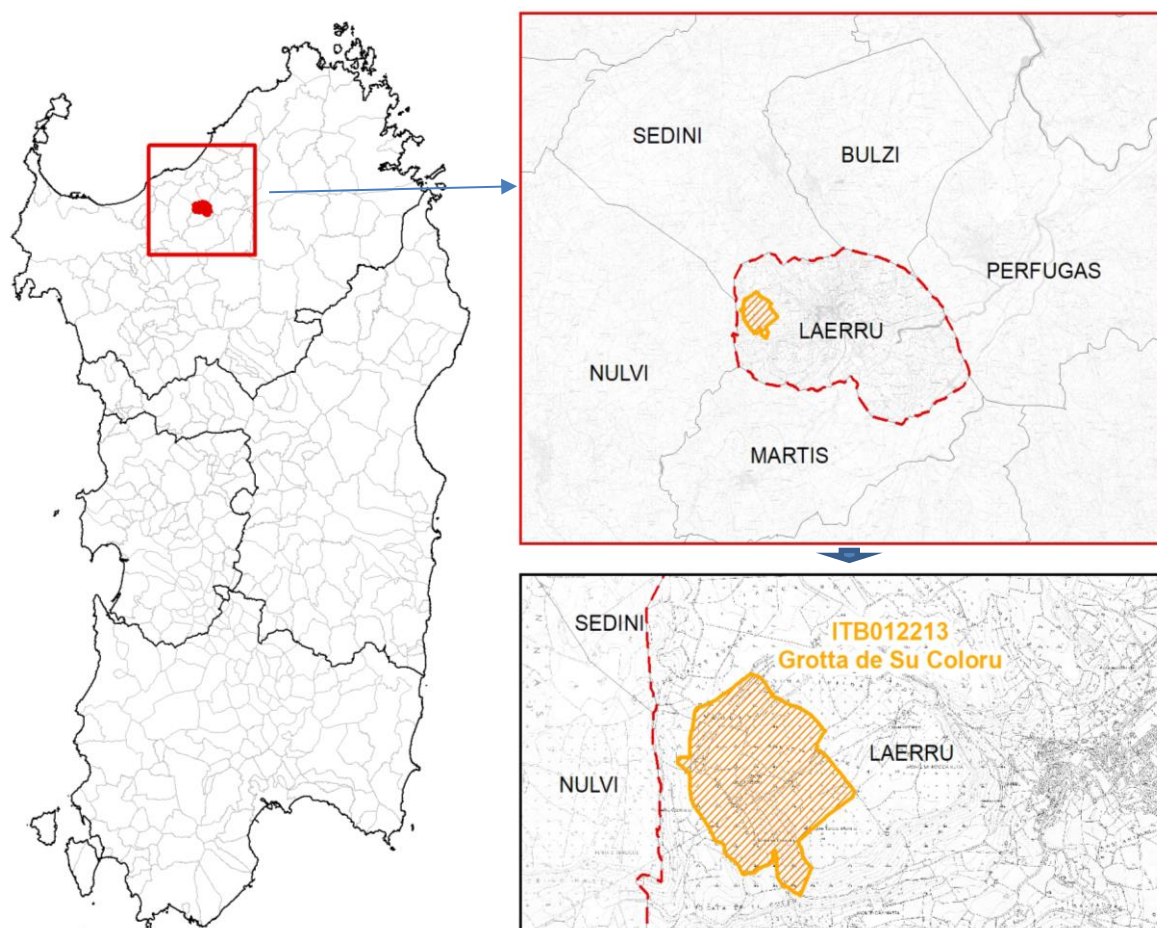 SEDINI
BULZI
PERFUGAS
LAERRU
NULVI
MARTIS
SEDINI
ITB012213
Grotta de Su Coloru
LAERRU
NULVI